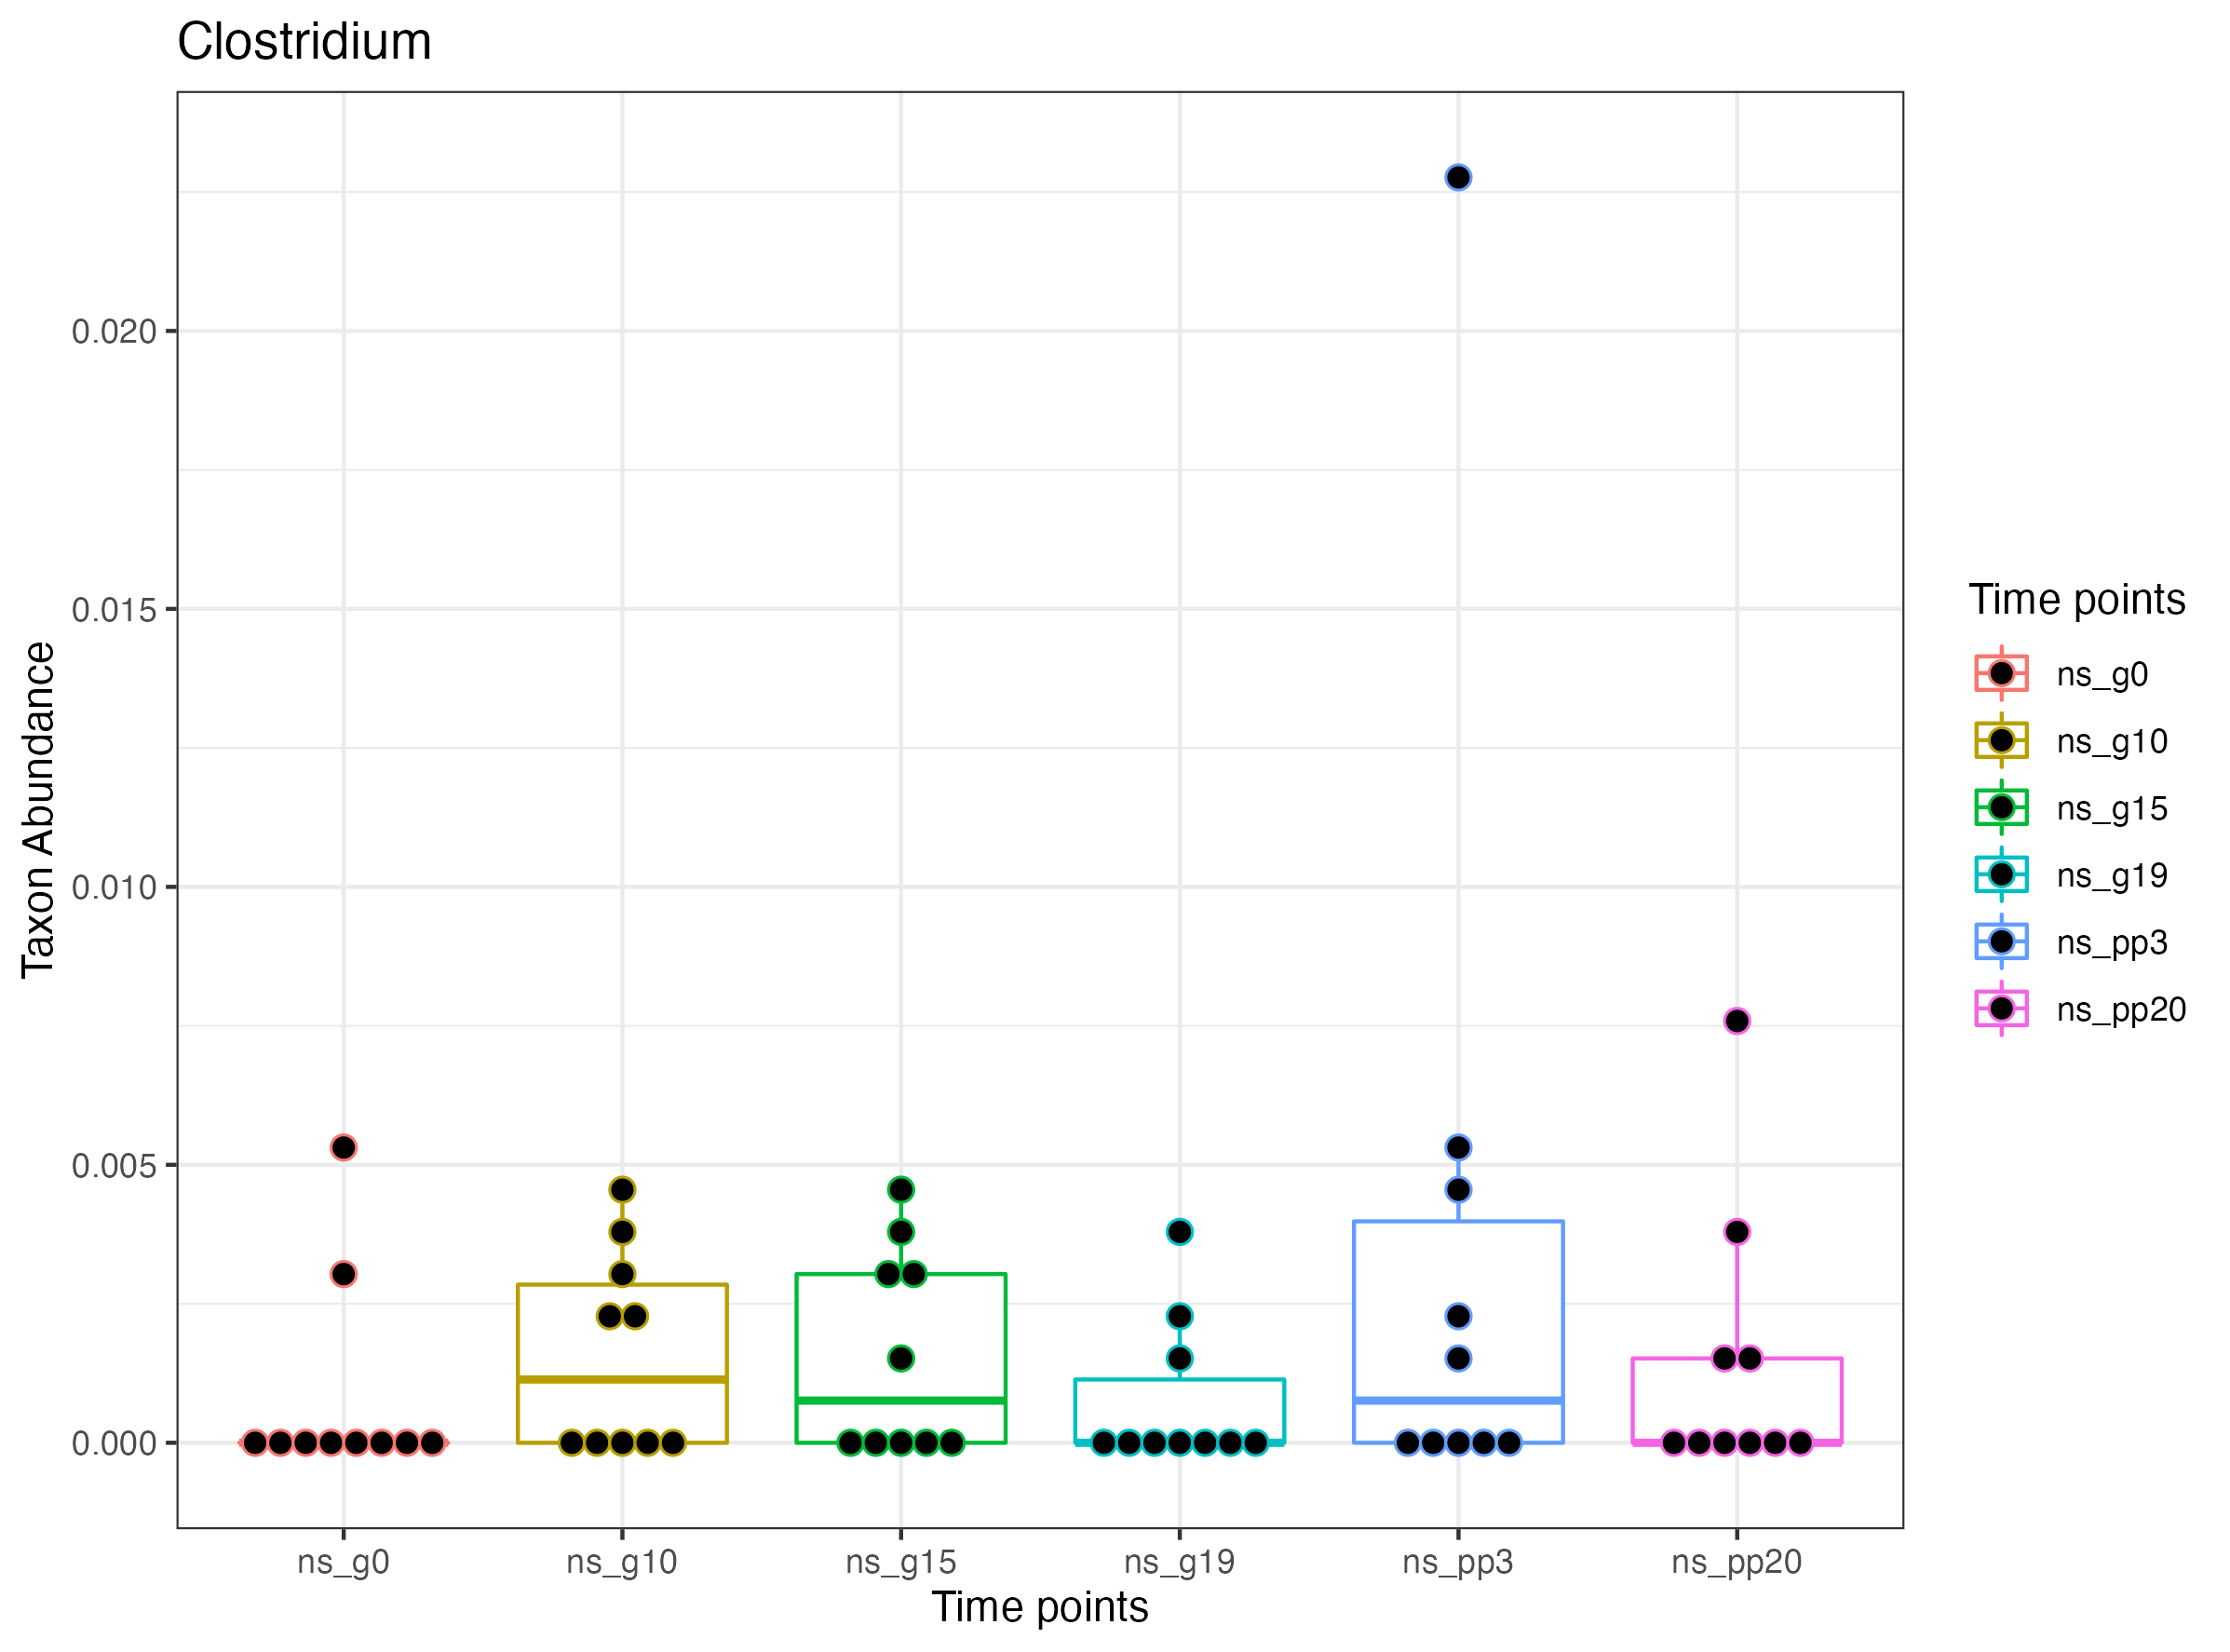 Clostridium
Taxon Abundance
0.020
0.015
0.010
0.005
0.000
ns_g0
ns_g10
ns_g15
ns_g19
ns_pp3
ns_pp20
Time points
Time points
ns_g0
ns_g10
ns_g15
ns_g19
ns_pp3
ns_pp20